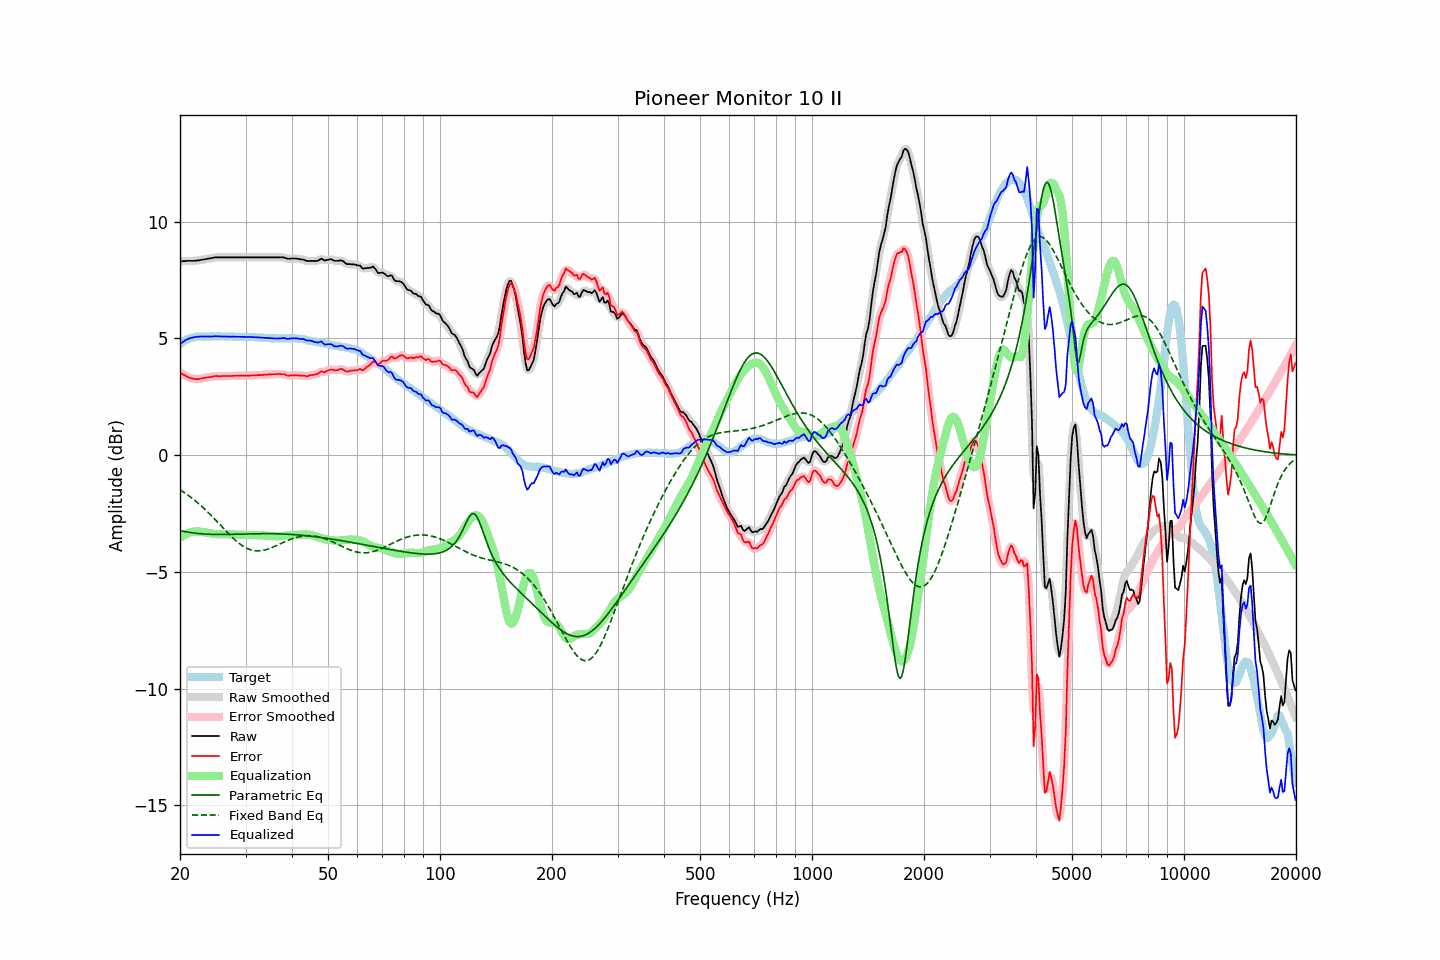 Pioneer Monitor 10 II
Amplitude (dBr)
10
5
0
−5
−10
−15
Target
Raw Smoothed
Error Smoothed
Raw
Error
Equalization
Parametric Eq
Fixed Band Eq
Equalized
20 50 100 200 500 1000 2000 5000 10000 20000
Frequency (Hz)